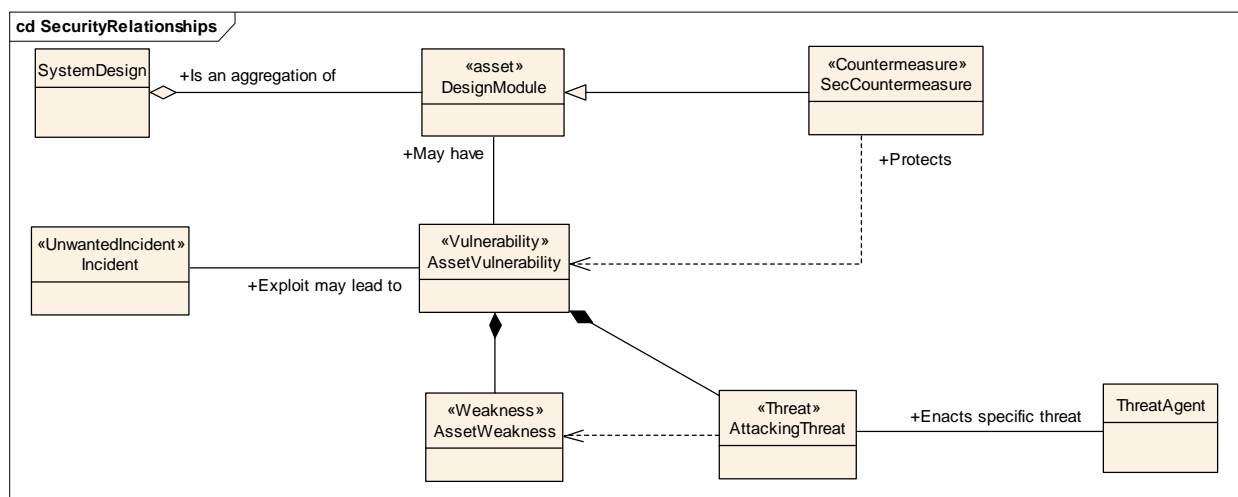 cd SecurityRelationships
SystemDesign
+Is an aggregation of
«asset»
DesignModule
«Countermeasure»
SecCountermeasure
+May have
+Protects
«UnwantedIncident»
Incident
+Exploit may lead to
«Vulnerability»
AssetVulnerability
«Weakness»
AssetWeakness
«Threat»
AttackingThreat
+Enacts specific threat
ThreatAgent